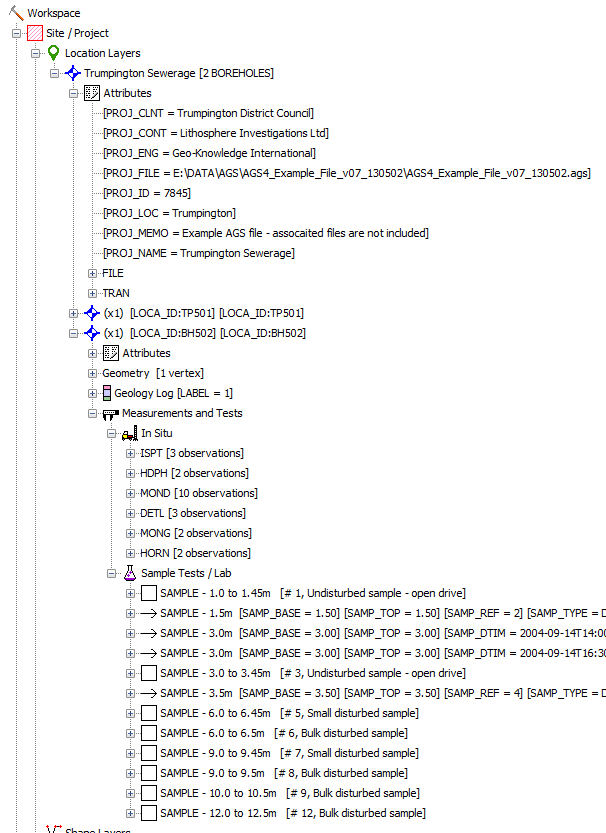 Workspace
Site / Project
Location Layers
Trumpington Sewerage [2 BOREHOLES]
Attributes
[PROJ_CLNT = Trumpington District Council]
[PROJ_CONT = Lithosphere Investigations Ltd]
[PROJ_ENG = Geo-Knowledge International]
[PROJ_FILE = E:\DATA\AGS\AGS4_Example_File_v07_130502\AGS4_Example_File_v07_130502.ags]
[PROJ_ID = 7845]
[PROJ_LOC = Trumpington]
[PROJ_MEMO = Example AGS file - assocaited files are not included]
[PROJ_NAME = Trumpington Sewerage]
FILE
TRAN
(x1) [LOCA_ID:TP501] [LOCA_ID:TP501]
(x1) [LOCA_ID:BH502] [LOCA_ID:BH502]
Attributes
Geometry [1 vertex]
Geology Log [LABEL = 1]
Measurements and Tests
In Situ
ISPT [3 observations]
HDPH [2 observations]
MOND [10 observations]
DETL [3 observations]
MONG [2 observations]
HORN [2 observations]
Sample Tests / Lab
SAMPLE - 1.0 to 1.45m [# 1, Undisturbed sample - open drive]
SAMPLE - 1.5m [SAMP_BASE = 1.50] [SAMP_TOP = 1.50] [SAMP_REF = 2] [SAMP_TYPE = D
SAMPLE - 3.0m [SAMP_BASE = 3.00] [SAMP_TOP = 3.00] [SAMP_DTIM = 2004-09-14T14:00
SAMPLE - 3.0m [SAMP_BASE = 3.00] [SAMP_TOP = 3.00] [SAMP_DTIM = 2004-09-14T16:30
SAMPLE - 3.0 to 3.45m [# 3, Undisturbed sample - open drive]
SAMPLE - 3.5m [SAMP_BASE = 3.50] [SAMP_TOP = 3.50] [SAMP_REF = 4] [SAMP_TYPE = D
SAMPLE - 6.0 to 6.45m [# 5, Small disturbed sample]
SAMPLE - 6.0 to 6.5m [# 6, Bulk disturbed sample]
SAMPLE - 9.0 to 9.45m [# 7, Small disturbed sample]
SAMPLE - 9.0 to 9.5m [# 8, Bulk disturbed sample]
SAMPLE - 10.0 to 10.5m [# 9, Bulk disturbed sample]
SAMPLE - 12.0 to 12.5m [# 12, Bulk disturbed sample]
Shape Layers